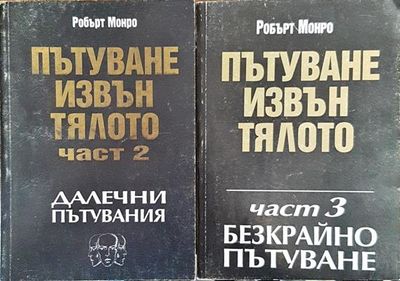 Робърт Монро
ПЪТУВАНЕ
ИЗВЪН
ТЯЛОТО
част 2
ДАЛЕЧНИ
ПЪТУВАНИЯ
Робърт Монро
ПЪТУВАНЕ
ИЗВЪН
ТЯЛОТО
част 3
БЕЗКРАЙНО
ПЪТУВАНЕ